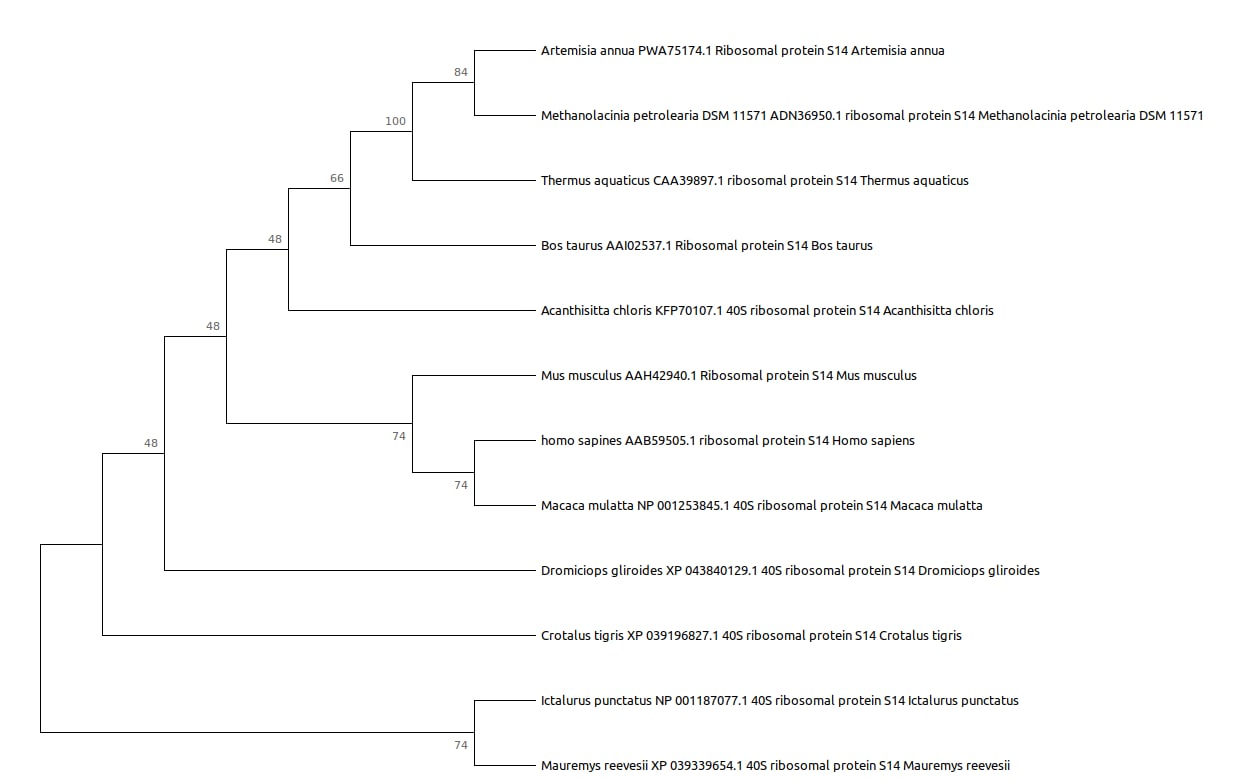 Artemisia annua PWA75174.1 Ribosomal protein S14 Artemisia annua
84
Methanolacinia petrolearia DSM 11571 ADN36950.1 ribosomal protein S14 Methanolacinia petrolearia DSM 11571
100
Thermus aquaticus CAA39897.1 ribosomal protein S14 Thermus aquaticus
66
Bos taurus AAI02537.1 Ribosomal protein S14 Bos taurus
48
Acanthisitta chloris KFP70107.1 40S ribosomal protein S14 Acanthisitta chloris
48
Mus musculus AAH42940.1 Ribosomal protein S14 Mus musculus
74
homo sapines AAB59505.1 ribosomal protein S14 Homo sapiens
48
74
Macaca mulatta NP 001253845.1 40S ribosomal protein S14 Macaca mulatta
Dromiciops gliroides XP 043840129.1 40S ribosomal protein S14 Dromiciops gliroides
Crotalus tigris XP 039196827.1 40S ribosomal protein S14 Crotalus tigris
Ictalurus punctatus NP 001187077.1 40S ribosomal protein S14 Ictalurus punctatus
74
Mauremys reevesii XP 039339654.1 40S ribosomal protein S14 Mauremys reevesii